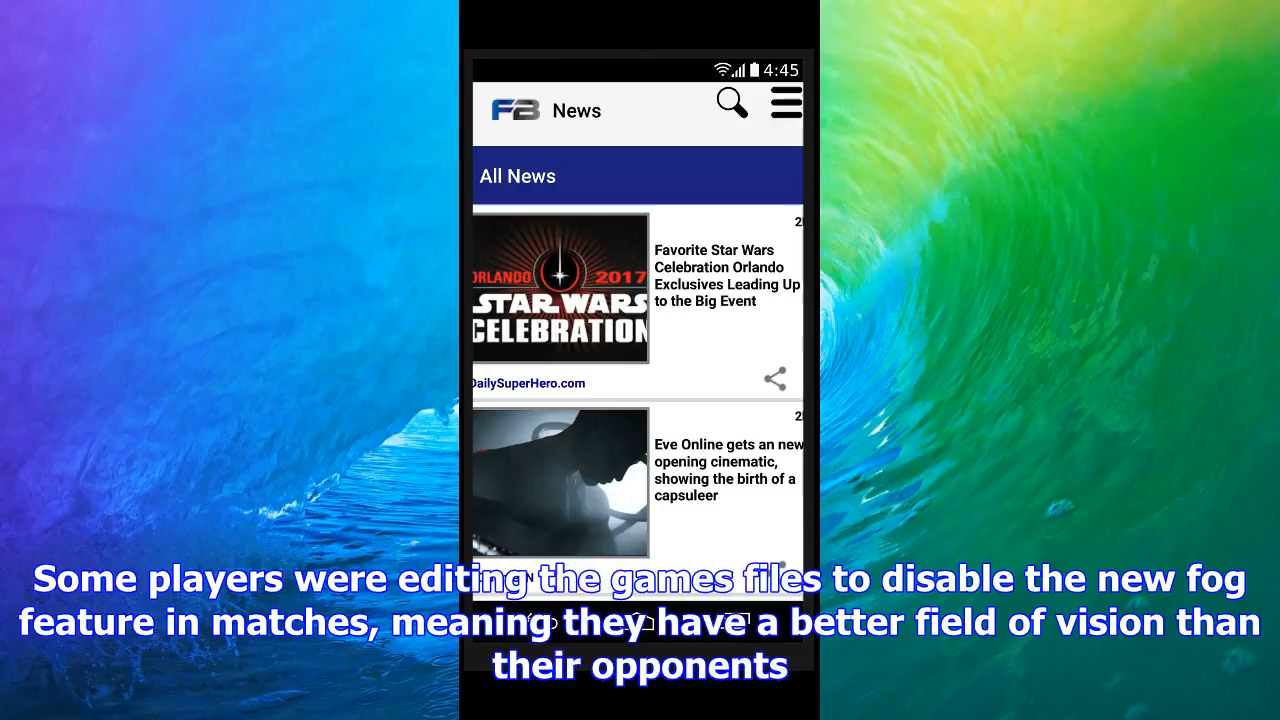 4:45
FB News
All News
ORLANDO 2017
STAR WARS
CELEBRATION
Favorite Star Wars
Celebration Orlando
Exclusives Leading Up
to the Big Event
DailySuperHero.com
Eve Online gets an new
opening cinematic,
showing the birth of a
capsuleer
Some players were editing the games files to disable the new fog
feature in matches, meaning they have a better field of vision than
their opponents